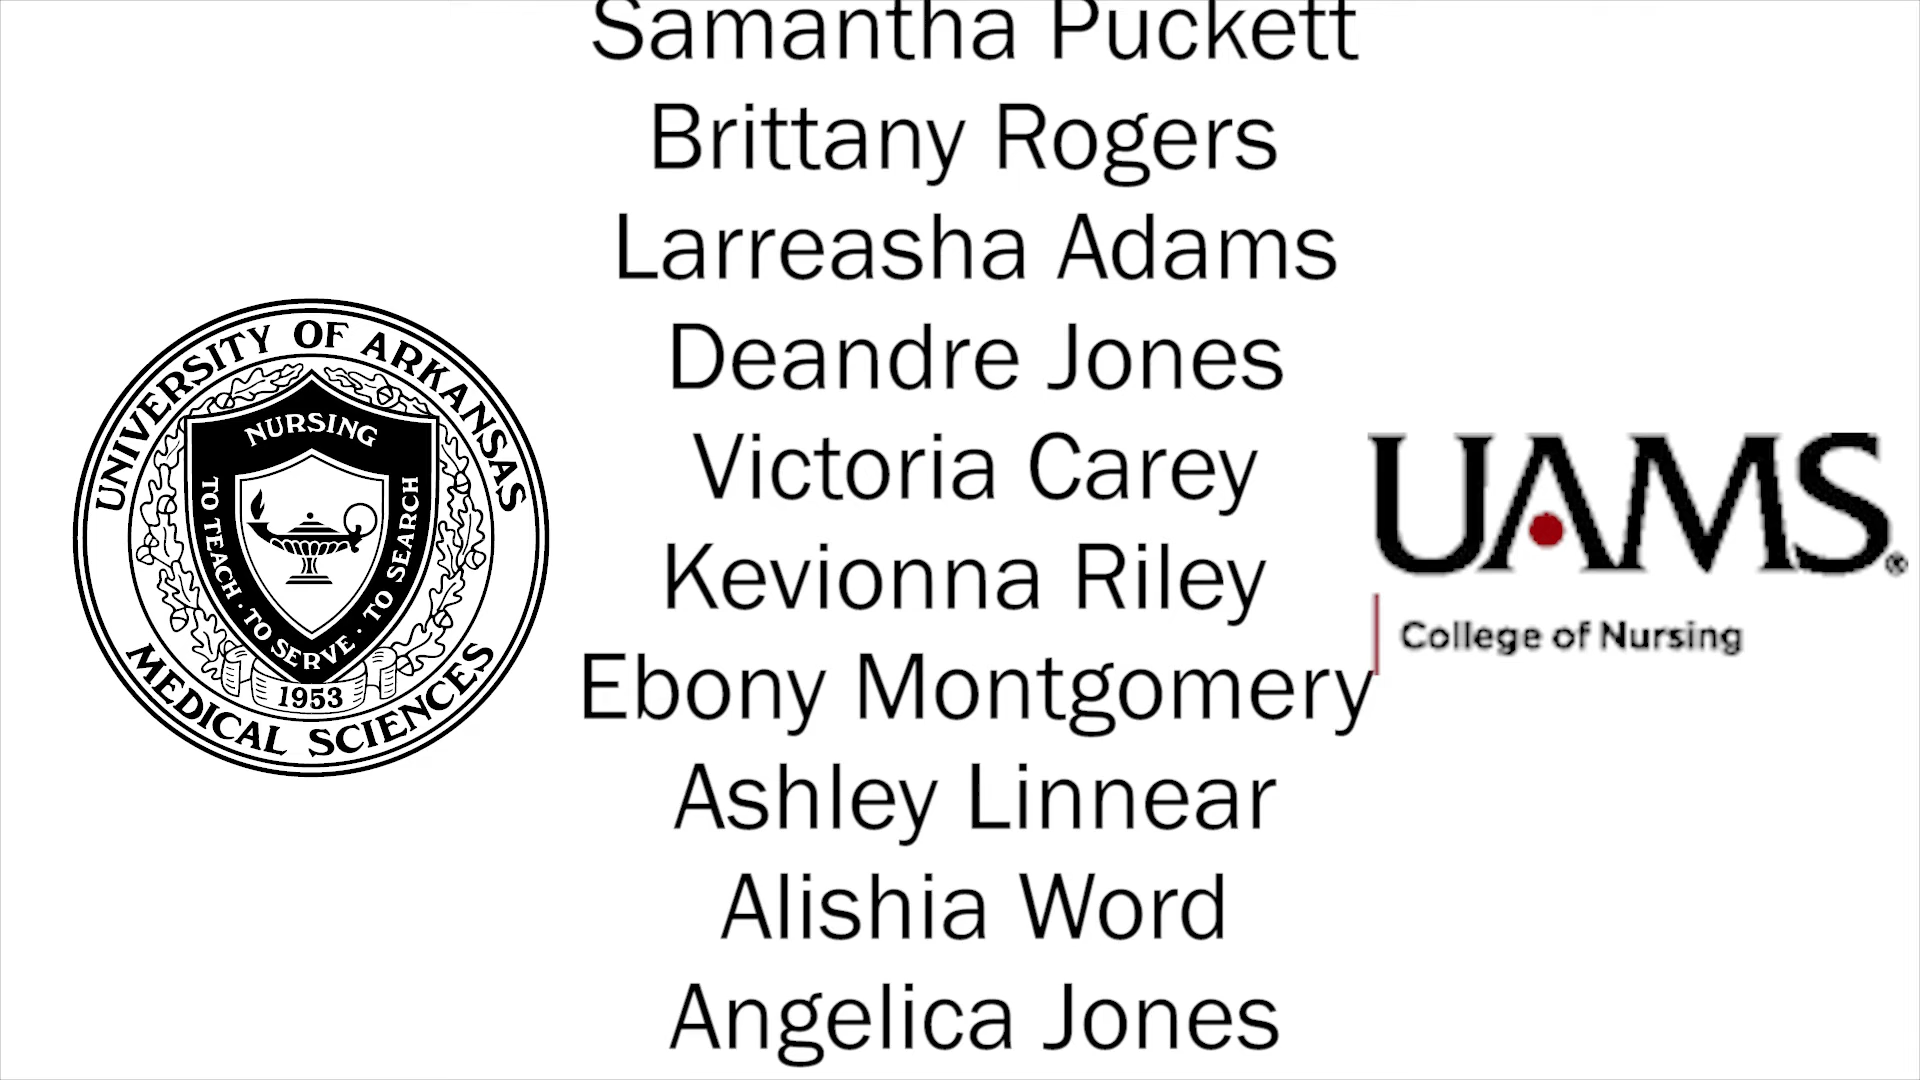 Samantha Puckett
Brittany Rogers
Larreasha Adams
Deandre Jones
Victoria Carey
Kevionna Riley
Ebony Montgomery
Ashley Linnear
Alishia Word
Angelica Jones
UNIVERSITY OF ARKANSAS
MEDICAL SCIENCES
NURSING
TO TEACH · TO SERVE · TO SEARCH
1953
UAMS®
College of Nursing